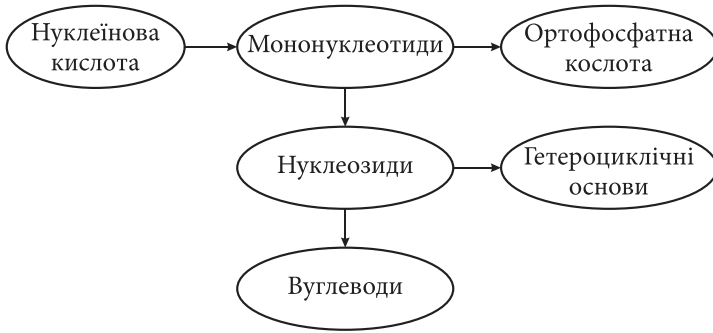 Нуклеїнова
кислота
Мононуклеотиди
Ортофосфатна
кослота
Нуклеозиди
Гетероциклічні
основи
Вуглеводи